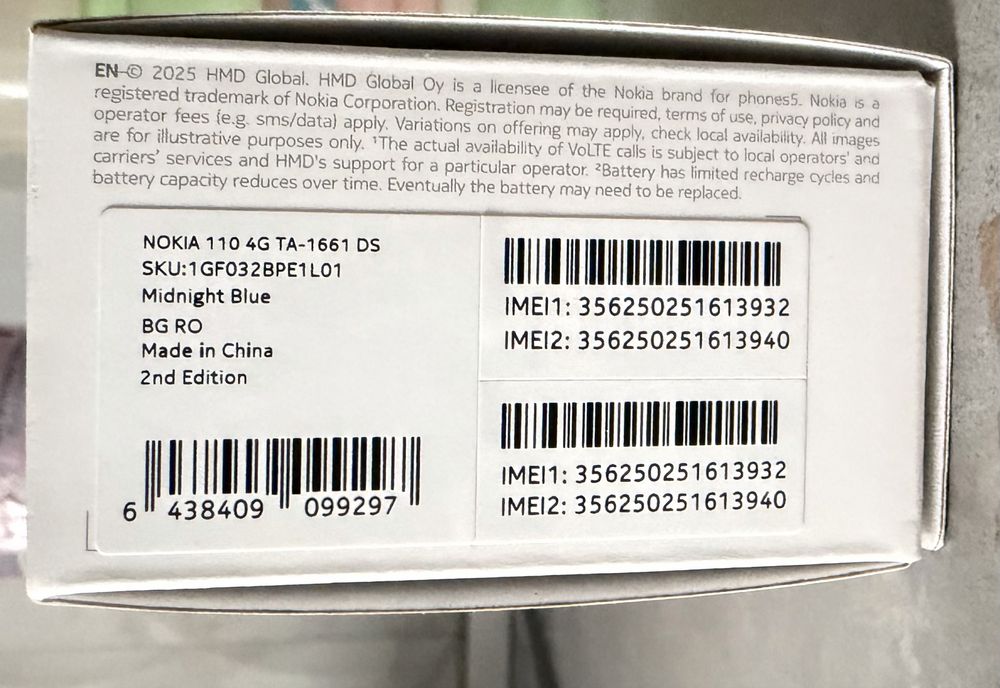 EN-© 2025 HMD Global. HMD Global Oy is a licensee of the Nokia brand for phones5. Nokia is a
registered trademark of Nokia Corporation. Registration may be required, terms of use, privacy policy and
operator fees (e.g. sms/data) apply. Variations on offering may apply, check local availability. All images
are for illustrative purposes only. ¹The actual availability of VoLTE calls is subject to local operators' and
carriers' services and HMD's support for a particular operator. ²Battery has limited recharge cycles and
battery capacity reduces over time. Eventually the battery may need to be replaced.
NOKIA 110 4G TA-1661 DS
SKU:1GF032BPE1L01
Midnight Blue
BG RO
Made in China
2nd Edition
6 438409 099297
IMEI1: 356250251613932
IMEI2: 356250251613940
IMEI1: 356250251613932
IMEI2: 356250251613940